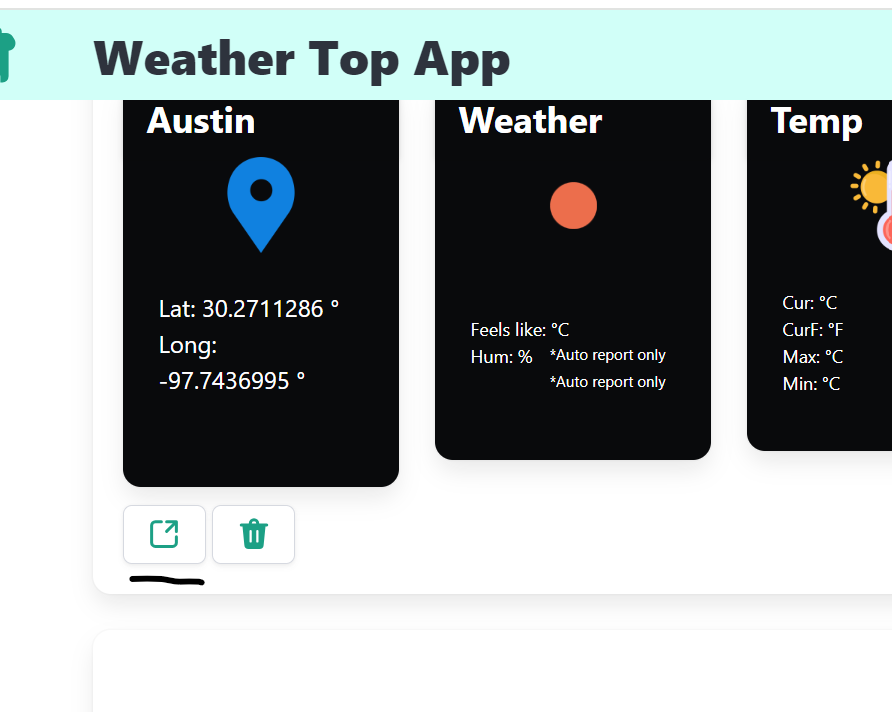 Weather Top App
Austin
Lat: 30.2711286 °
Long:
-97.7436995 °
Weather
Feels like: °C
Hum: %
*Auto report only
*Auto report only
Temp
Cur: °C
CurF: °F
Max: °C
Min: °C